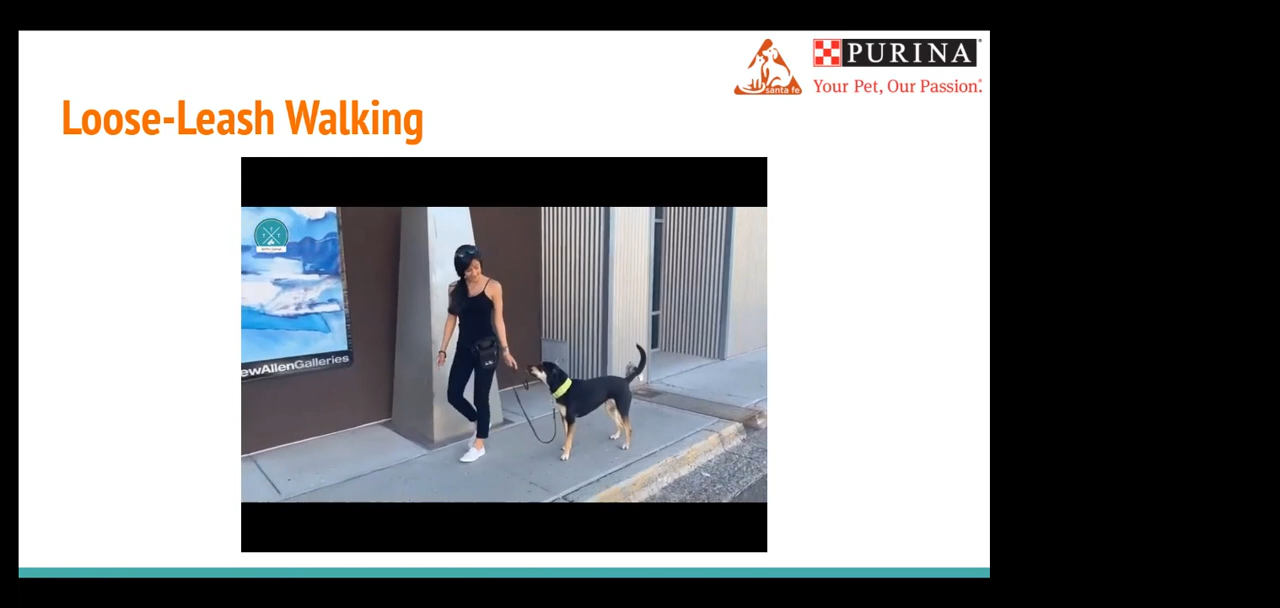 santa fe
PURINA
Your Pet, Our Passion.®
Loose-Leash Walking
T T T
ewAllenGalleries